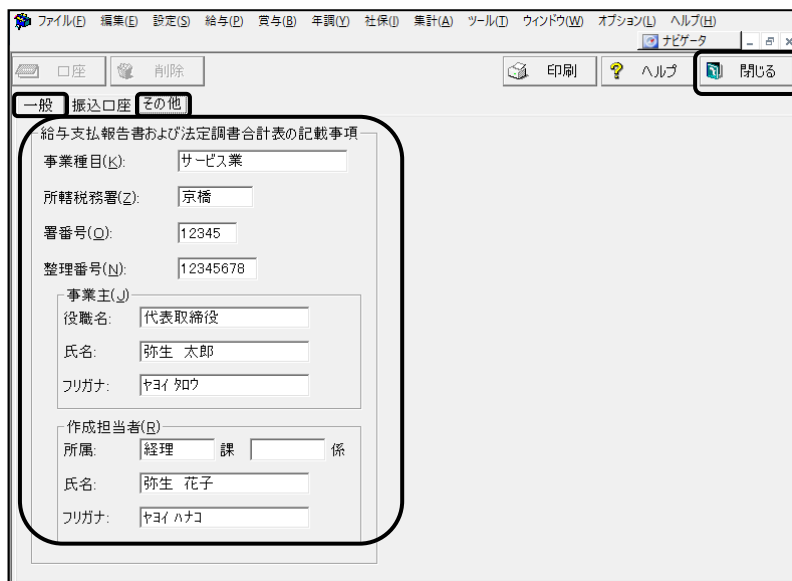 ファイル(F) 編集(E) 設定(S) 給与(P) 賞与(B) 年調(Y) 社保(I) 集計(A) ツール(T) ウィンドウ(W) オプション(L) ヘルプ(H)
ナビゲータ
口座 削除 印刷 ヘルプ 閉じる
一般 振込口座 その他
給与支払報告書および法定調書合計表の記載事項
事業種目(K): サービス業
所轄税務署(Z): 京橋
署番号(O): 12345
整理番号(N): 12345678
事業主(J)
役職名: 代表取締役
氏名: 弥生 太郎
フリガナ: ヤヨイ タロウ
作成担当者(R)
所属: 経理 課 係
氏名: 弥生 花子
フリガナ: ヤヨイ ハナコ